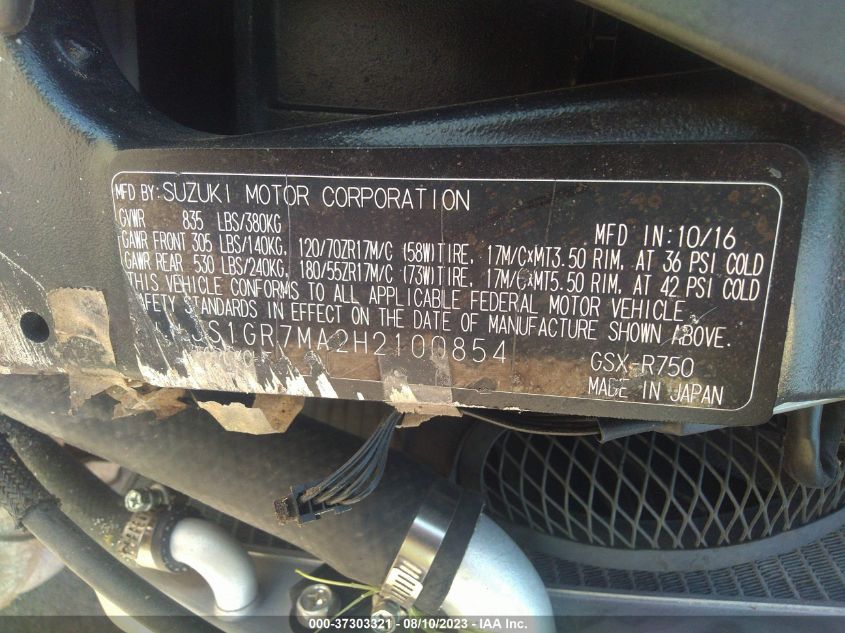 MFD BY: SUZUKI MOTOR CORPORATION
GVWR 835 LBS/380KG
MFD IN: 10/16
GAWR FRONT 305 LBS/140KG, 120/70ZR17M/C (58W)TIRE, 17M/C×MT3.50 RIM, AT 36 PSI COLD
GAWR REAR 530 LBS/240KG, 180/55ZR17M/C (73W)TIRE, 17M/C×MT5.50 RIM, AT 42 PSI COLD
THIS VEHICLE CONFORMS TO ALL APPLICABLE FEDERAL MOTOR VEHICLE
SAFETY STANDARDS IN EFFECT ON THE DATE OF MANUFACTURE SHOWN ABOVE.
S1GR7MA2H2100854
GSX-R750
MADE IN JAPAN
000-37303321 — 08/10/2023 — IAA Inc.